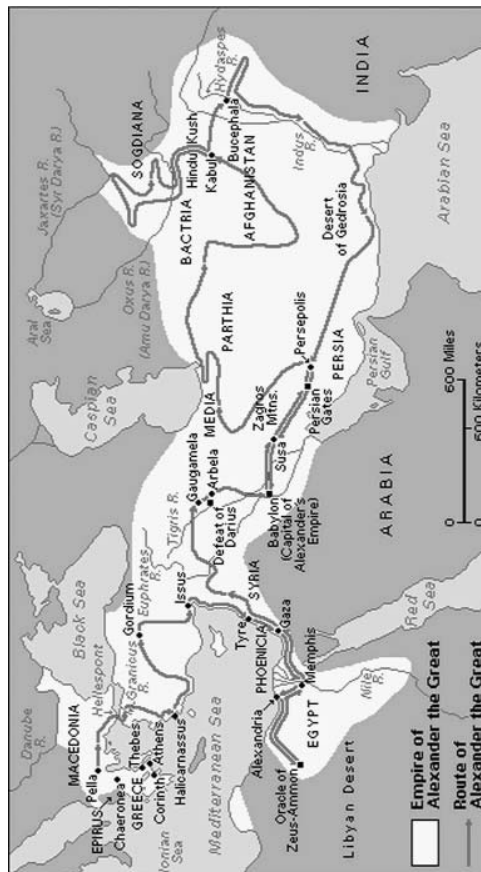 Danube
R.
Black Sea
Caspian
Sea
Aral
Sea
Jaxartes R.
(Syr Darya R.)
Oxus R.
(Amu Darya R.)
SOGDIANA
MACEDONIA
Hellespont
Granious
R.
EPIRUS
Pella
Chaeronea
GREECE
Thebes
Athens
Corinth
Ionian
Sea
Halicarnassus
Gordium
Euphrates
R.
Issus
Tigris R.
Gaugamela
Arbela
Defeat of
Darius
MEDIA
PARTHIA
BACTRIA
Hindu Kush
Kabul
AFGHANISTAN
Bucephala
Hydaspes
R.
Indus
R.
INDIA
Mediterranean Sea
SYRIA
Tyre
PHOENICIA
Gaza
Alexandria
Memphis
EGYPT
Nile
R.
Oracle of
Zeus-Ammon
Libyan Desert
Red
Sea
Babylon
(Capital of
Alexander's
Empire)
Susa
Zagros
Mtns.
Persepolis
Persian
Gates
PERSIA
Persian
Gulf
Desert
of Gedrosia
Arabian Sea
ARABIA
Empire of
Alexander the Great
Route of
Alexander the Great
0 600 Miles
0 600 Kilometers